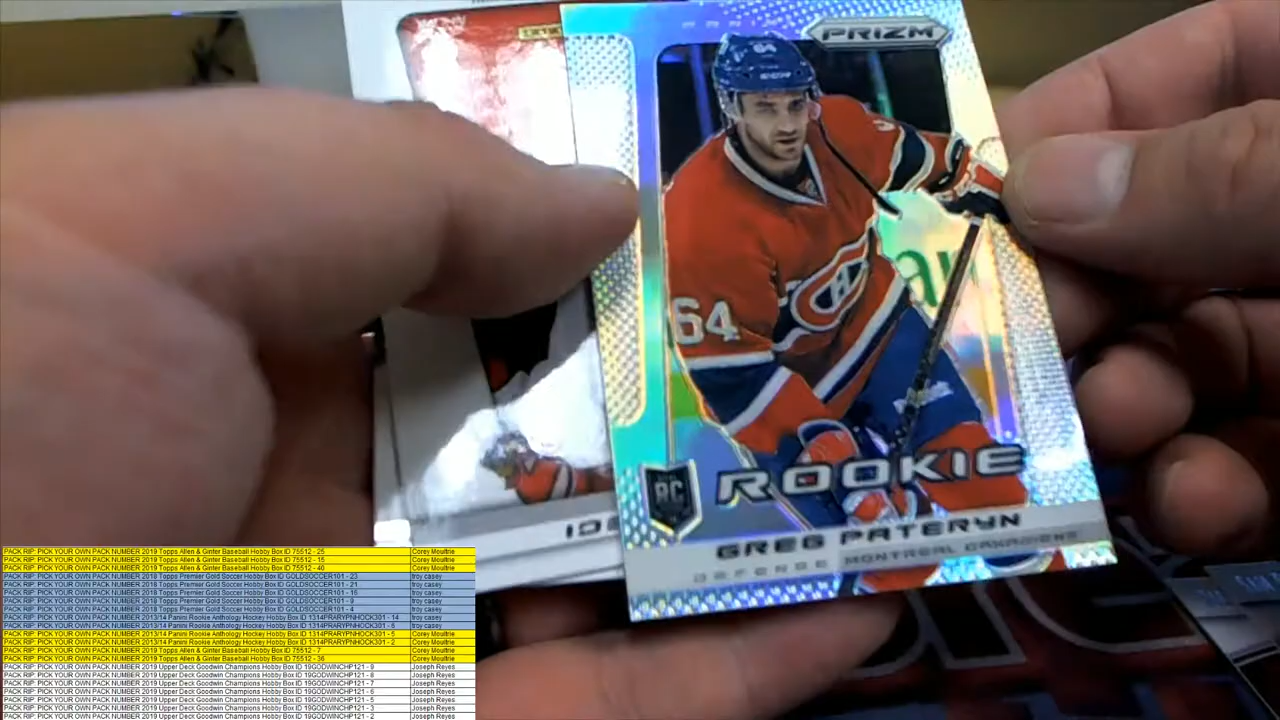 PRIZM
64
64
RC
ROOKIE
GREG PATERYN
DEFENSE MONTREAL CANADIENS
PACK RIP: PICK YOUR OWN PACK NUMBER 2019 Topps Allen & Ginter Baseball Hobby Box ID 75512 - 25 Corey Moultrie
PACK RIP: PICK YOUR OWN PACK NUMBER 2019 Topps Allen & Ginter Baseball Hobby Box ID 75512 - 15 Corey Moultrie
PACK RIP: PICK YOUR OWN PACK NUMBER 2019 Topps Allen & Ginter Baseball Hobby Box ID 75512 - 40 Corey Moultrie
PACK RIP: PICK YOUR OWN PACK NUMBER 2018 Topps Premier Gold Soccer Hobby Box ID GOLDSOCCER101 - 23 troy casey
PACK RIP: PICK YOUR OWN PACK NUMBER 2018 Topps Premier Gold Soccer Hobby Box ID GOLDSOCCER101 - 21 troy casey
PACK RIP: PICK YOUR OWN PACK NUMBER 2018 Topps Premier Gold Soccer Hobby Box ID GOLDSOCCER101 - 15 troy casey
PACK RIP: PICK YOUR OWN PACK NUMBER 2018 Topps Premier Gold Soccer Hobby Box ID GOLDSOCCER101 - 9 troy casey
PACK RIP: PICK YOUR OWN PACK NUMBER 2018 Topps Premier Gold Soccer Hobby Box ID GOLDSOCCER101 - 4 troy casey
PACK RIP: PICK YOUR OWN PACK NUMBER 2013/14 Panini Rookie Anthology Hockey Hobby Box ID 1314PRARYPNHOCK301 - 14 troy casey
PACK RIP: PICK YOUR OWN PACK NUMBER 2013/14 Panini Rookie Anthology Hockey Hobby Box ID 1314PRARYPNHOCK301 - 8 troy casey
PACK RIP: PICK YOUR OWN PACK NUMBER 2013/14 Panini Rookie Anthology Hockey Hobby Box ID 1314PRARYPNHOCK301 - 5 Corey Moultrie
PACK RIP: PICK YOUR OWN PACK NUMBER 2013/14 Panini Rookie Anthology Hockey Hobby Box ID 1314PRARYPNHOCK301 - 2 Corey Moultrie
PACK RIP: PICK YOUR OWN PACK NUMBER 2019 Topps Allen & Ginter Baseball Hobby Box ID 75512 - 7 Corey Moultrie
PACK RIP: PICK YOUR OWN PACK NUMBER 2019 Topps Allen & Ginter Baseball Hobby Box ID 75512 - 36 Corey Moultrie
PACK RIP: PICK YOUR OWN PACK NUMBER 2019 Upper Deck Goodwin Champions Hobby Box ID 19GODWINCHP121 - 9 Joseph Reyes
PACK RIP: PICK YOUR OWN PACK NUMBER 2019 Upper Deck Goodwin Champions Hobby Box ID 19GODWINCHP121 - 8 Joseph Reyes
PACK RIP: PICK YOUR OWN PACK NUMBER 2019 Upper Deck Goodwin Champions Hobby Box ID 19GODWINCHP121 - 7 Joseph Reyes
PACK RIP: PICK YOUR OWN PACK NUMBER 2019 Upper Deck Goodwin Champions Hobby Box ID 19GODWINCHP121 - 6 Joseph Reyes
PACK RIP: PICK YOUR OWN PACK NUMBER 2019 Upper Deck Goodwin Champions Hobby Box ID 19GODWINCHP121 - 5 Joseph Reyes
PACK RIP: PICK YOUR OWN PACK NUMBER 2019 Upper Deck Goodwin Champions Hobby Box ID 19GODWINCHP121 - 3 Joseph Reyes
PACK RIP: PICK YOUR OWN PACK NUMBER 2019 Upper Deck Goodwin Champions Hobby Box ID 19GODWINCHP121 - 2 Joseph Reyes